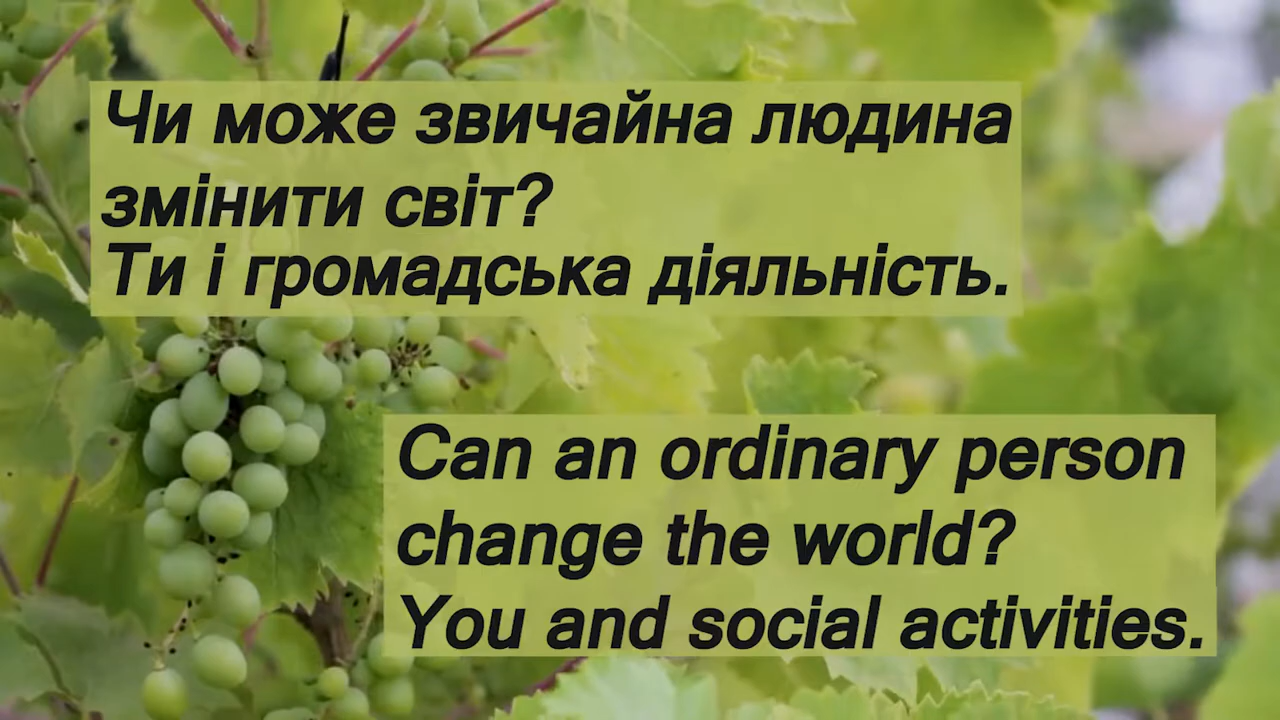 Чи може звичайна людина
змінити світ?
Ти і громадська діяльність.
Can an ordinary person
change the world?
You and social activities.